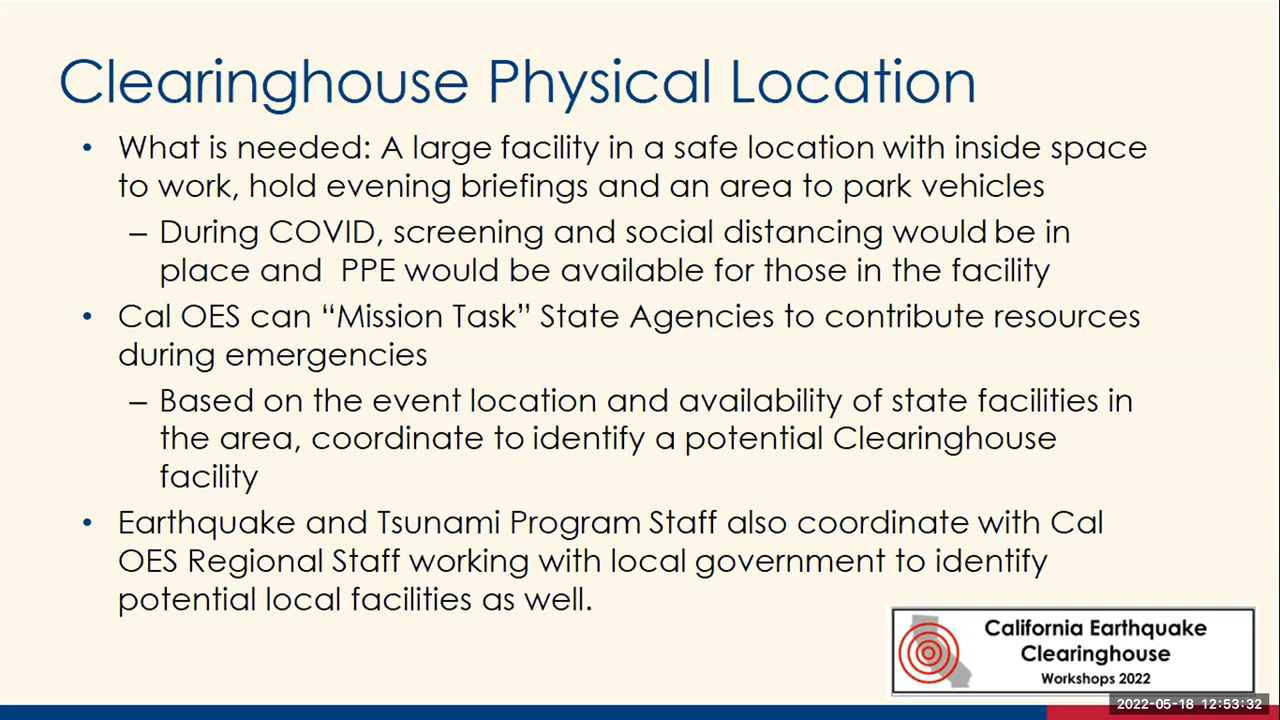 Clearinghouse Physical Location
• What is needed: A large facility in a safe location with inside space
to work, hold evening briefings and an area to park vehicles
– During COVID, screening and social distancing would be in
place and  PPE would be available for those in the facility
• Cal OES can “Mission Task” State Agencies to contribute resources
during emergencies
– Based on the event location and availability of state facilities in
the area, coordinate to identify a potential Clearinghouse
facility
• Earthquake and Tsunami Program Staff also coordinate with Cal
OES Regional Staff working with local government to identify
potential local facilities as well.
California Earthquake
Clearinghouse
Workshops 2022
2022-05-18 12:53:32